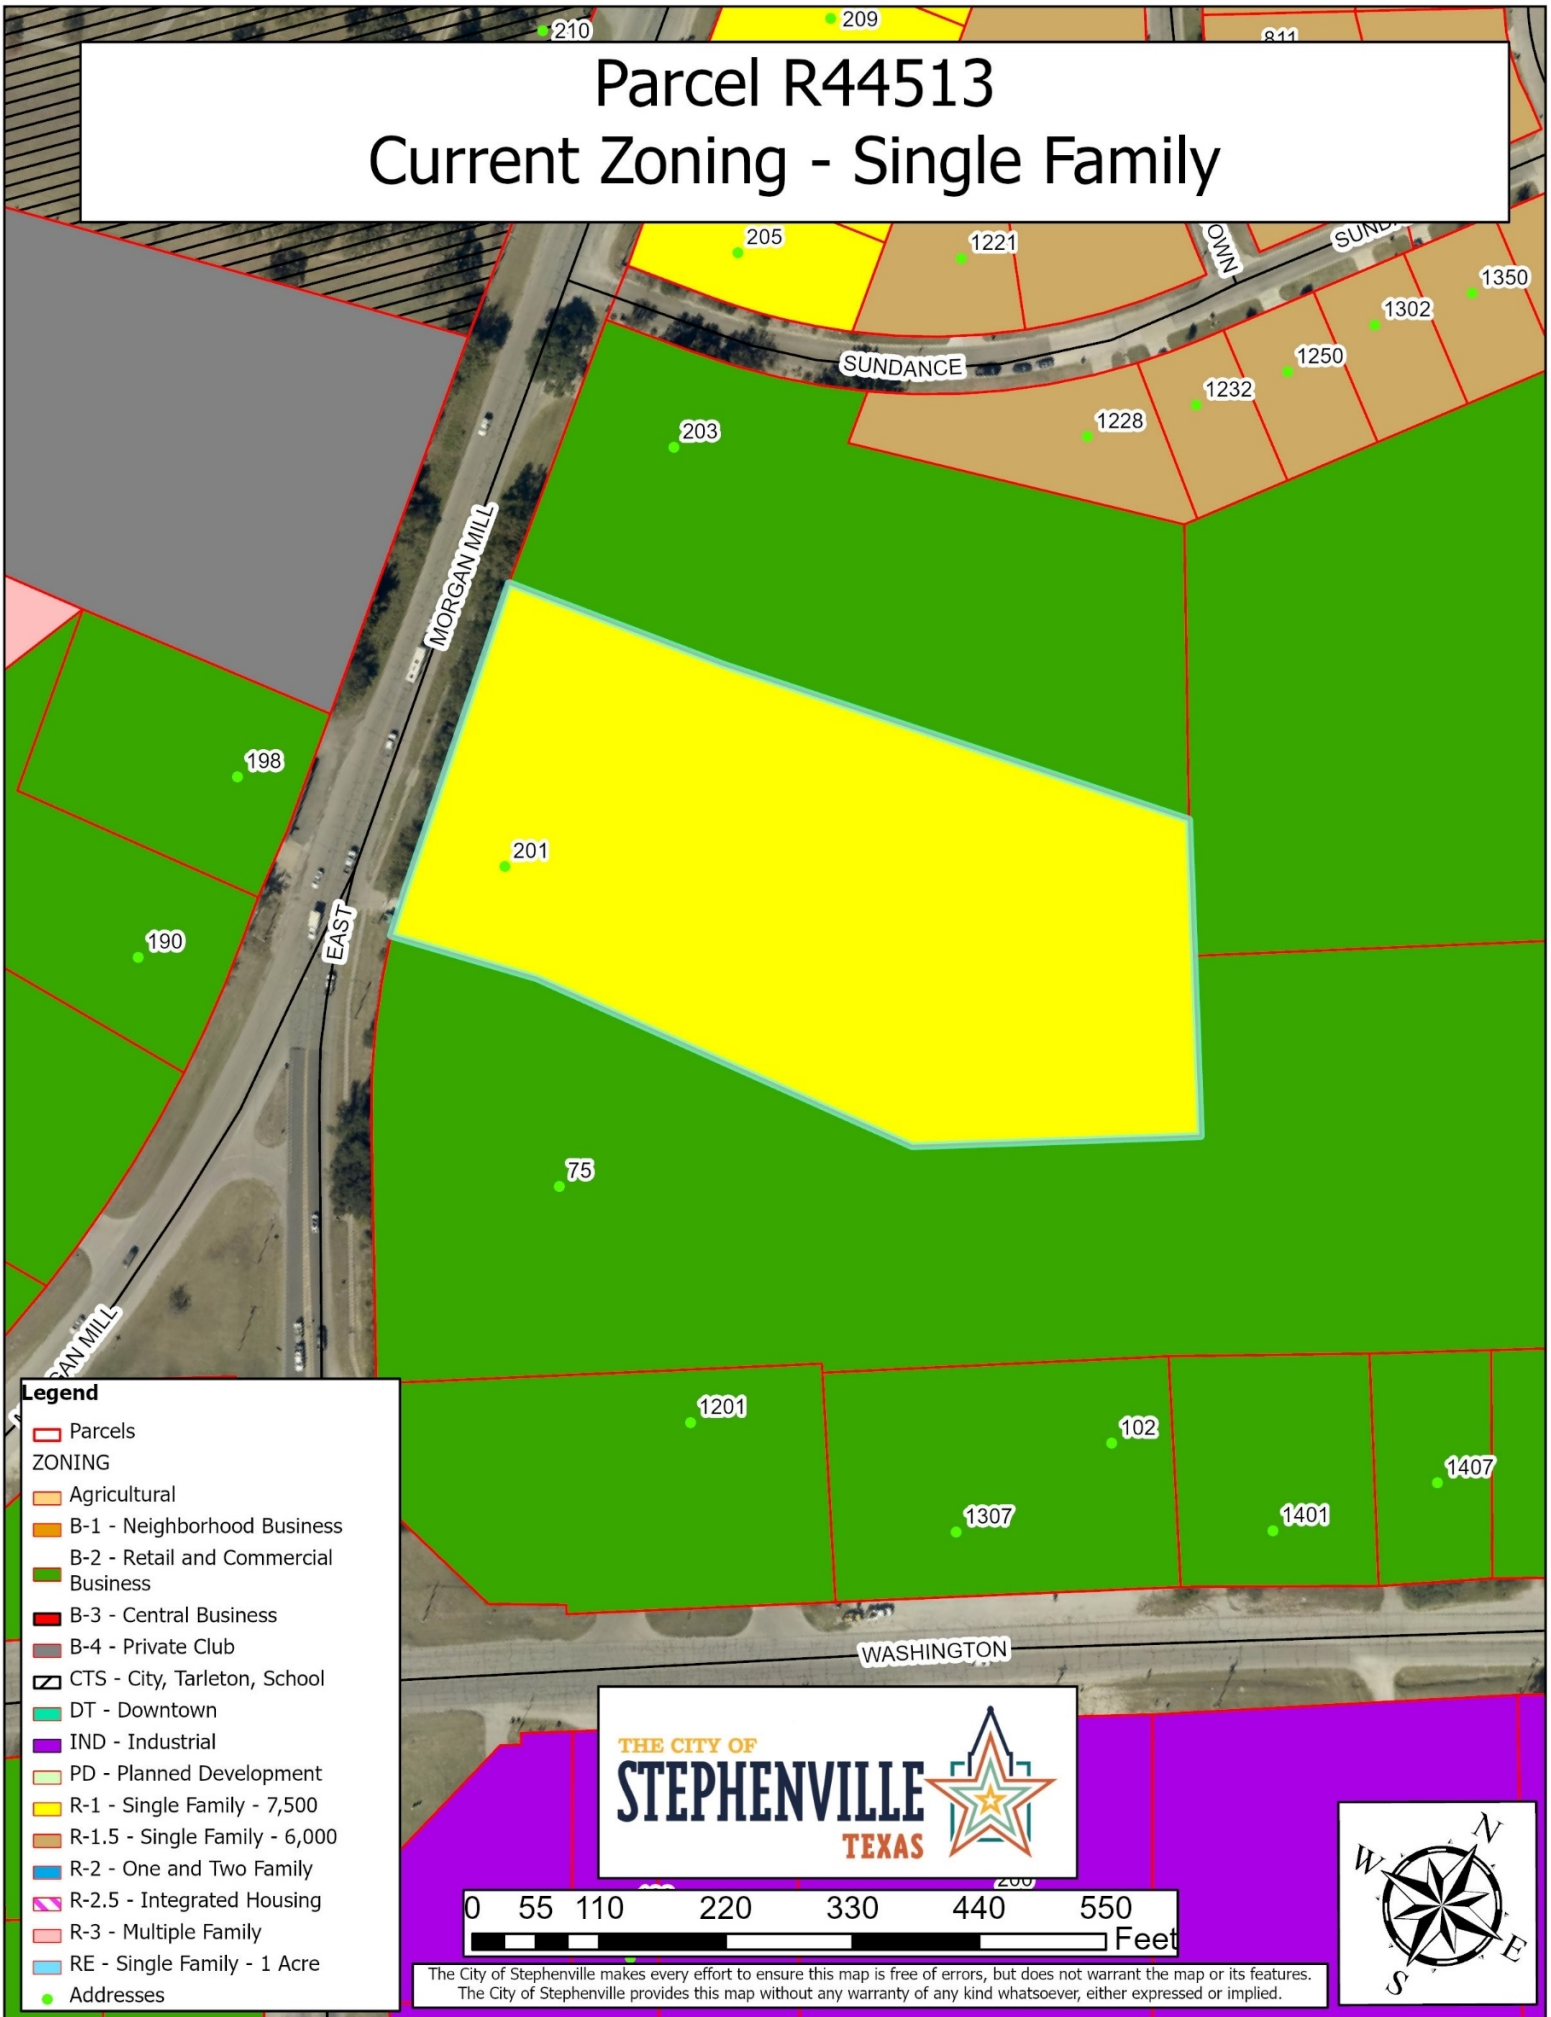 210
209
811
Parcel R44513
Current Zoning - Single Family
205
1221
OWN
SUND
1350
1302
1250
1232
1228
SUNDANCE
203
MORGAN MILL
198
201
190
EAST
75
GAN MILL
1201
102
1407
1307
1401
WASHINGTON
Legend
Parcels
ZONING
Agricultural
B-1 - Neighborhood Business
B-2 - Retail and Commercial
Business
B-3 - Central Business
B-4 - Private Club
CTS - City, Tarleton, School
DT - Downtown
IND - Industrial
PD - Planned Development
R-1 - Single Family - 7,500
R-1.5 - Single Family - 6,000
R-2 - One and Two Family
R-2.5 - Integrated Housing
R-3 - Multiple Family
RE - Single Family - 1 Acre
Addresses
THE CITY OF
STEPHENVILLE
TEXAS
0 55 110 220 330 440 550
Feet
N
W
E
S
The City of Stephenville makes every effort to ensure this map is free of errors, but does not warrant the map or its features.
The City of Stephenville provides this map without any warranty of any kind whatsoever, either expressed or implied.